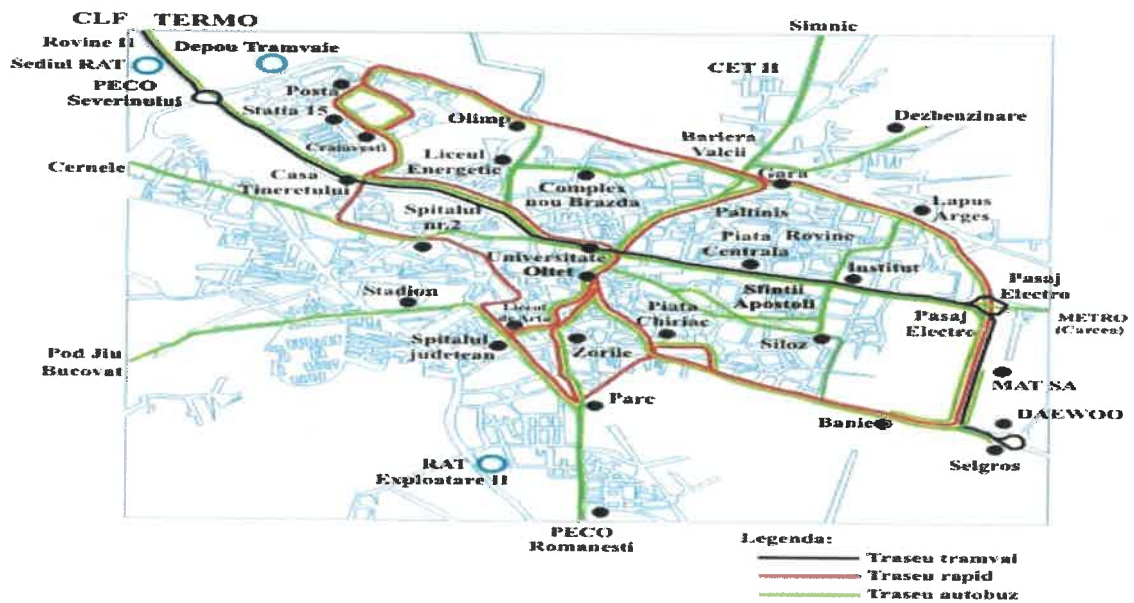 CLF TERMO
Rovine II
Sediul RAT
PECO
Severinului
Depou Tramvaie
Simnic
CET II
Posta
Statia 15
Craiovesti
Olimp
Dezbenzinare
Bariera
Valcii
Cernele
Casa
Tineretului
Liceul
Energetic
Complex
nou Brazda
Gara
Lapus
Arges
Spitalul
nr.2
Paltinis
Piata Rovine
Centrala
Universitate
Oltet
Institut
Stadion
Sfintii
Apostoli
Pasaj
Electro
Pasaj
Electro
METRO
(Carcea)
Liceul
de Arte
Piata
Chiriac
Spitalul
judetean
Zorile
Siloz
Pod Jiu
Bucovat
MAT SA
Parc
DAEWOO
Banie
Selgros
RAT
Exploatare II
PECO
Romanesti
Legenda:
Traseu tramvai
Traseu rapid
Traseu autobuz